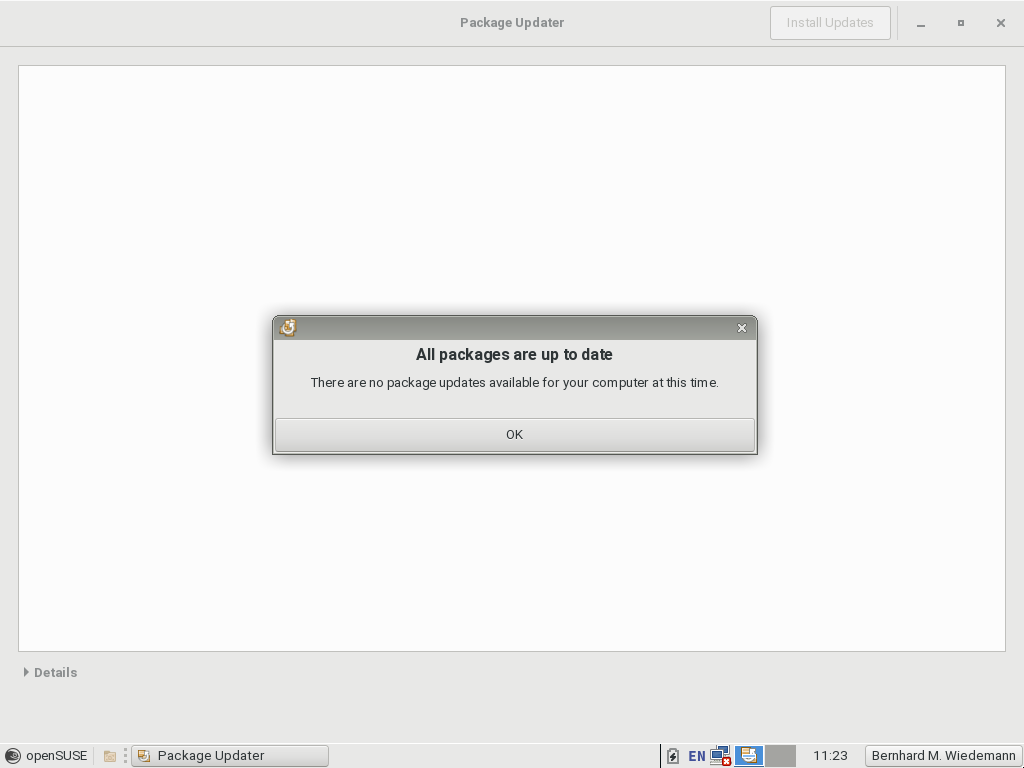 Package Updater
Install Updates
All packages are up to date
There are no package updates available for your computer at this time.
OK
Details
openSUSE
Package Updater
EN
11:23
Bernhard M. Wiedemann